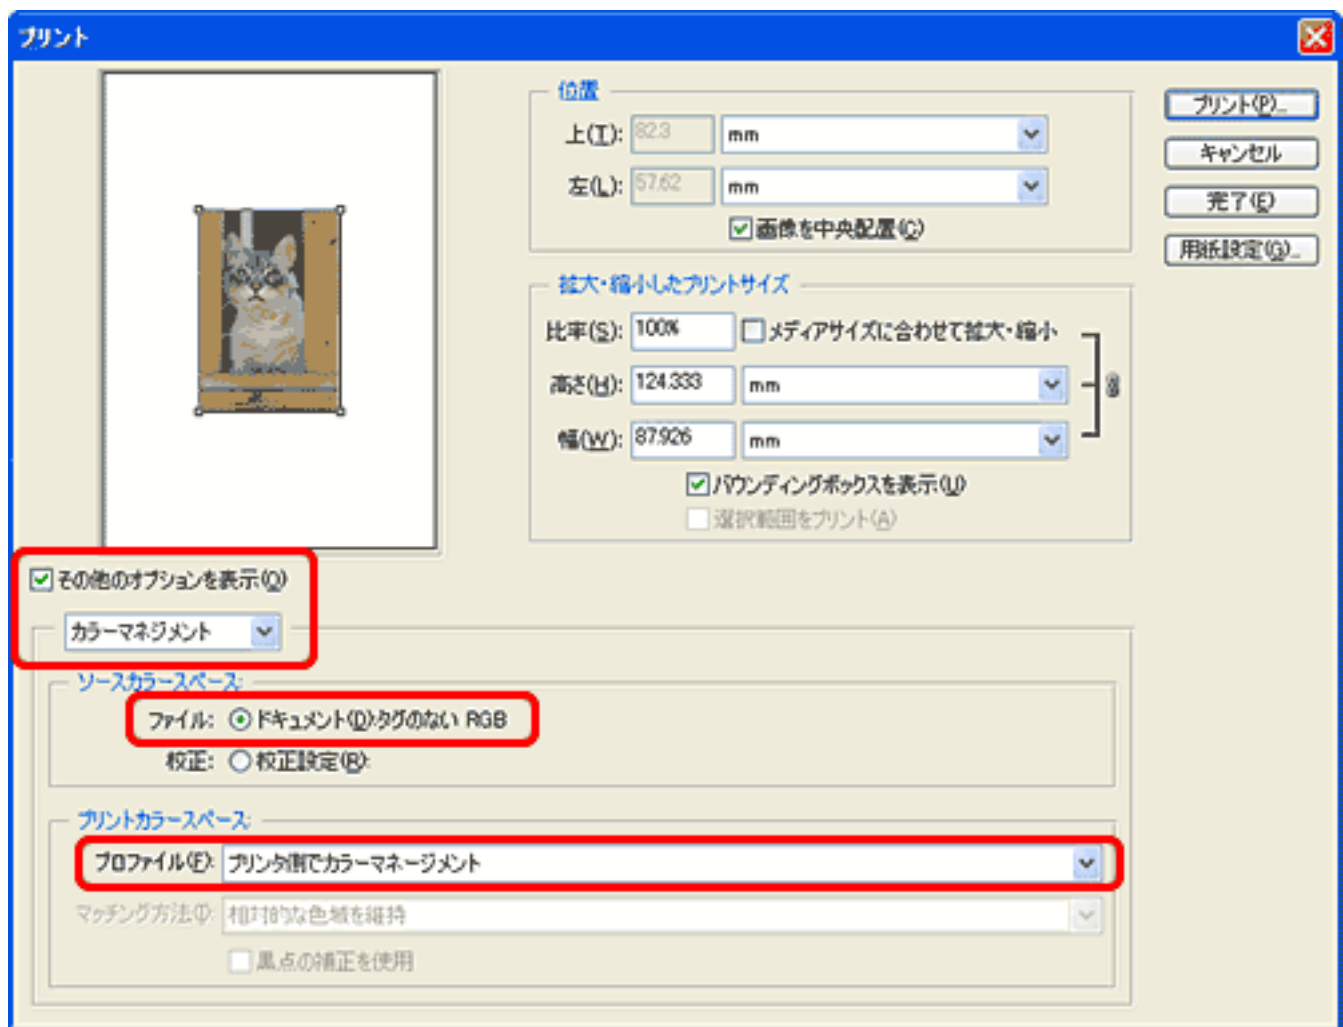 プリント
位置
上(T): 82.3 mm
左(L): 57.62 mm
画像を中央配置(C)
プリント(P)...
キャンセル
完了(E)
用紙設定(G)...
拡大・縮小したプリントサイズ
比率(S): 100% メディアサイズに合わせて拡大・縮小
高さ(H): 124.333 mm
幅(W): 87.926 mm
バウンディングボックスを表示(U)
選択範囲をプリント(A)
その他のオプションを表示(O)
カラーマネジメント
ソースカラースペース:
ファイル: ドキュメント(D):タグのない RGB
校正: 校正設定(R):
プリントカラースペース:
プロファイル(F): プリンタ側でカラーマネージメント
マッチング方法(I): 相対的な色域を維持
黒点の補正を使用